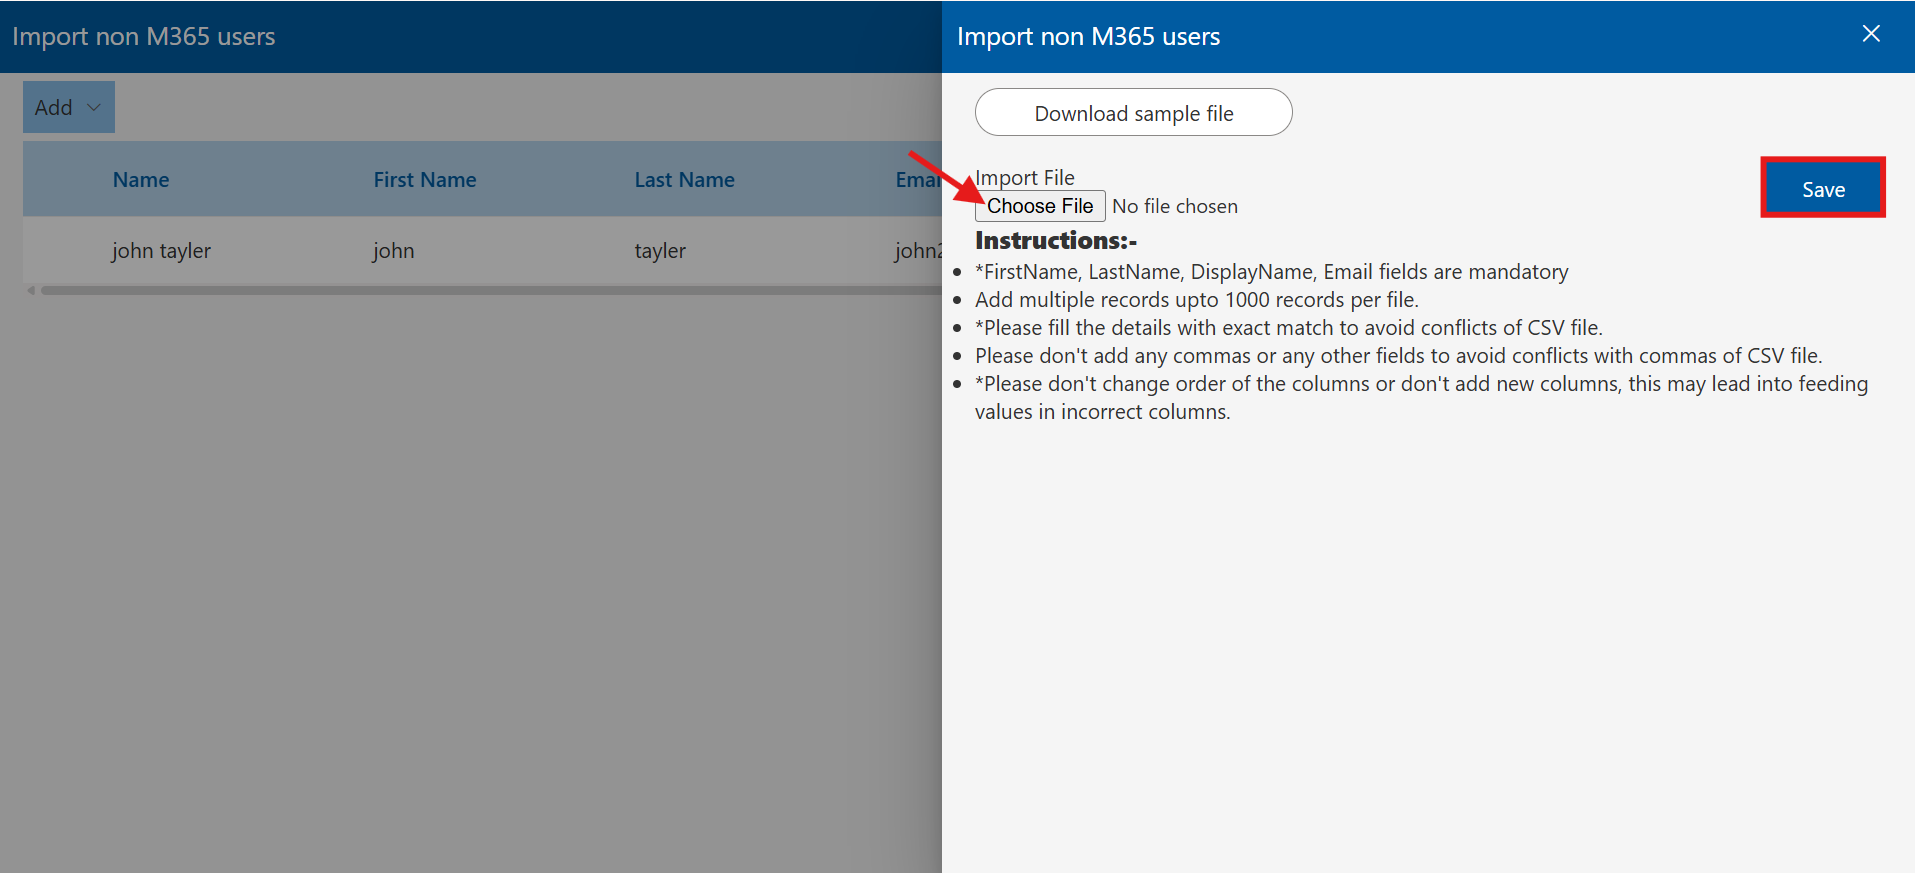 Import non M365 users
Add
Name First Name Last Name
john tayler john tayler
Import non M365 users
Download sample file
Import File
Choose File No file chosen
Save
Instructions:-
*FirstName, LastName, DisplayName, Email fields are mandatory
Add multiple records upto 1000 records per file.
*Please fill the details with exact match to avoid conflicts of CSV file.
Please don't add any commas or any other fields to avoid conflicts with commas of CSV file.
*Please don't change order of the columns or don't add new columns, this may lead into feeding
values in incorrect columns.